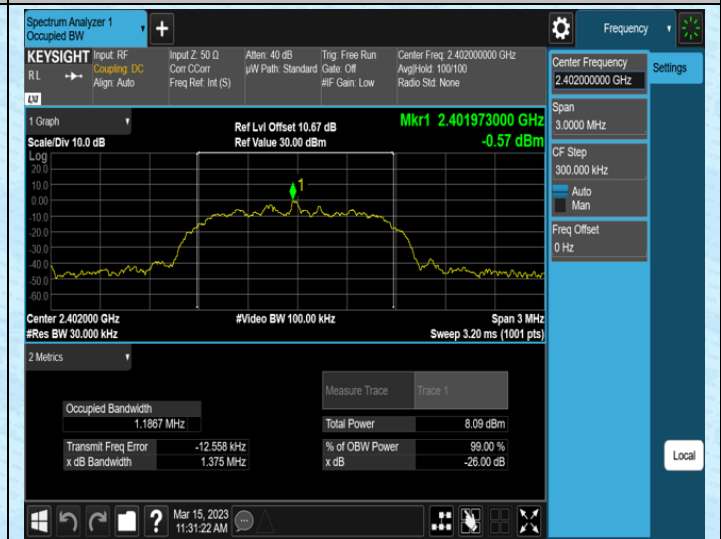 Spectrum Analyzer 1
Occupied BW
+
Frequency
KEYSIGHT
RL
LXI
Input: RF
Coupling: DC
Align: Auto
Input Z: 50 Ω
Corr CCorr
Freq Ref: Int (S)
Atten: 40 dB
µW Path: Standard
Trig: Free Run
Gate: Off
#IF Gain: Low
Center Freq: 2.402000000 GHz
Avg|Hold: 100/100
Radio Std: None
Center Frequency
2.402000000 GHz
Settings
Span
3.0000 MHz
CF Step
300.000 kHz
Auto
Man
Freq Offset
0 Hz
1 Graph
Scale/Div 10.0 dB
Ref Lvl Offset 10.67 dB
Ref Value 30.00 dBm
Mkr1 2.401973000 GHz
-0.57 dBm
Log
20.0
10.0
0.00
-10.0
-20.0
-30.0
-40.0
-50.0
-60.0
1
Center 2.402000 GHz
#Res BW 30.000 kHz
#Video BW 100.00 kHz
Span 3 MHz
Sweep 3.20 ms (1001 pts)
2 Metrics
Measure Trace Trace 1
Occupied Bandwidth
1.1867 MHz
Total Power 8.09 dBm
Transmit Freq Error -12.558 kHz
% of OBW Power 99.00 %
x dB Bandwidth 1.375 MHz
x dB -26.00 dB
Local
?
Mar 15, 2023
11:31:22 AM